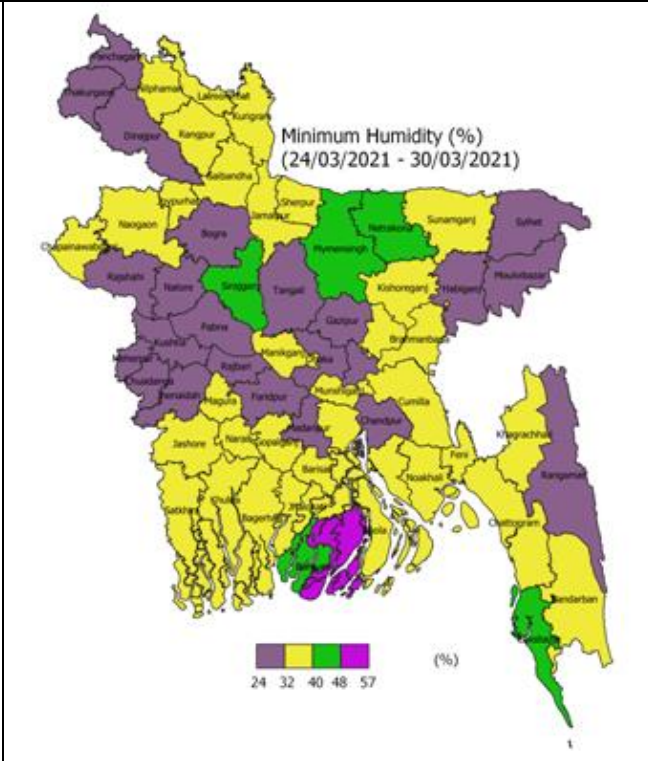 Panchagarh
Nilphamari
Thakurgaon
Lalmonirhat
Kurigram
Dinajpur
Rangpur
Minimum Humidity (%)
(24/03/2021 - 30/03/2021)
Gaibandha
Joypurhat
Sherpur
Naogaon
Jamalpur
Netrakona
Sunamganj
Sylhet
Bogra
Mymensingh
Chapainawabganj
Rajshahi
Natore
Sirajganj
Tangail
Kishoreganj
Habiganj
Moulvibazar
Gazipur
Pabna
Kushtia
Brahmanbaria
Manikganj
Dhaka
Rajbari
Chuadanga
Jhenaidah
Magura
Faridpur
Munshiganj
Cumilla
Madaripur
Chandpur
Khagrachhari
Jashore
Narail
Gopalganj
Feni
Barisal
Noakhali
Rangamati
Satkhira
Khulna
Bagerhat
Jhalokati
Bhola
Chattogram
Bandarban
(%)
24 32 40 48 57